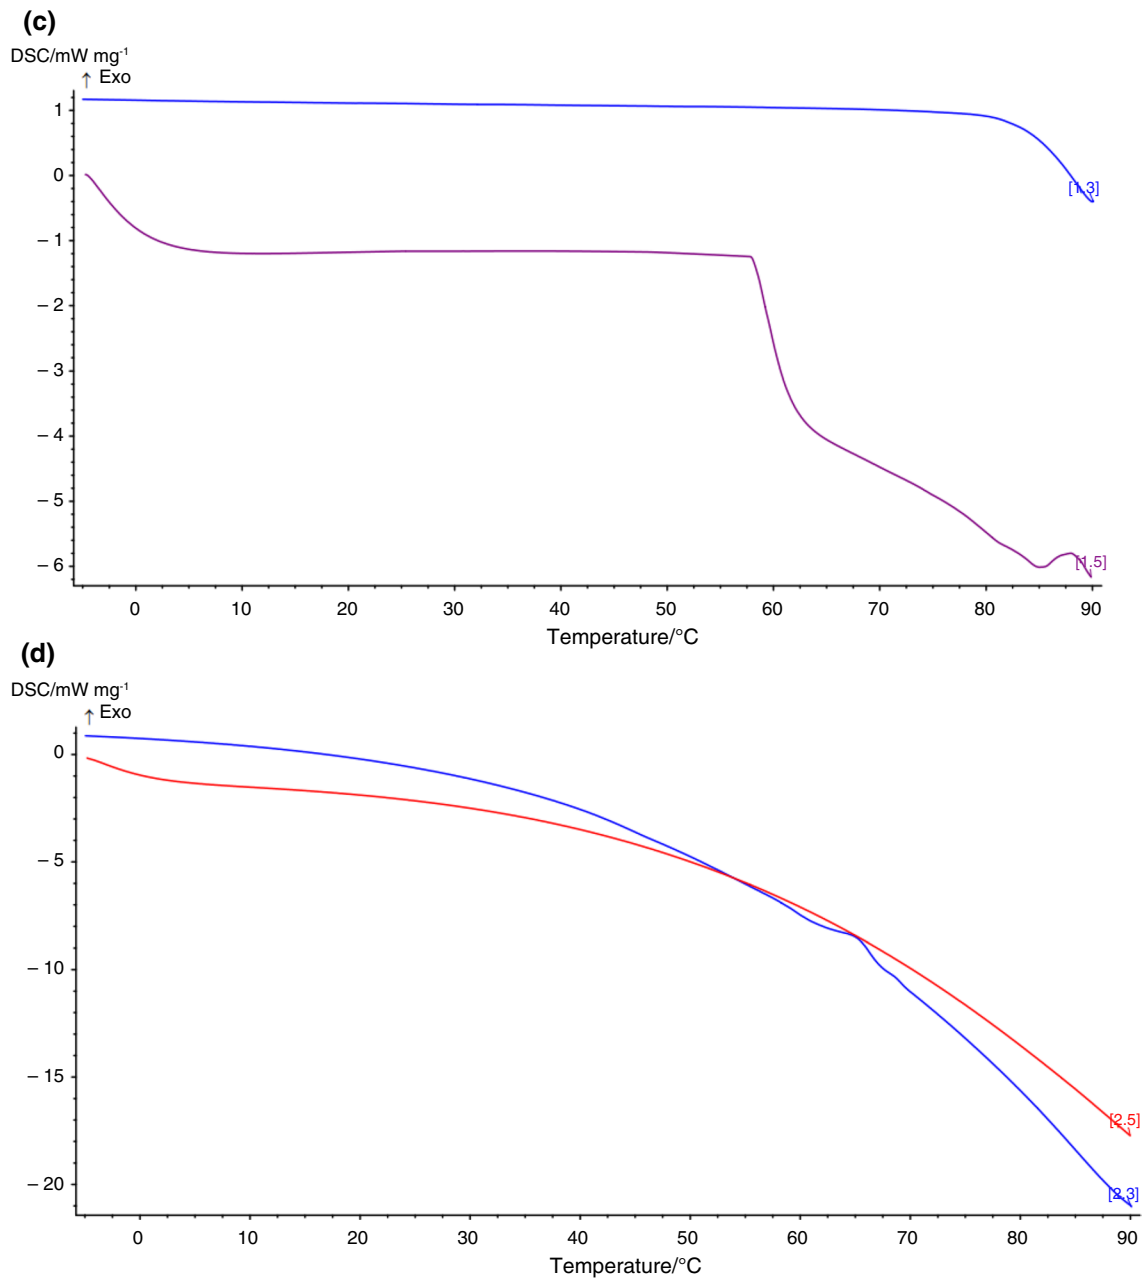 (c)
DSC/mW mg-1
↑ Exo
1
0
– 1
– 2
– 3
– 4
– 5
– 6
[1.3]
[1.5]
0 10 20 30 40 50 60 70 80 90
Temperature/°C
(d)
DSC/mW mg-1
↑ Exo
0
– 5
– 10
– 15
– 20
[2.5]
[2.3]
0 10 20 30 40 50 60 70 80 90
Temperature/°C